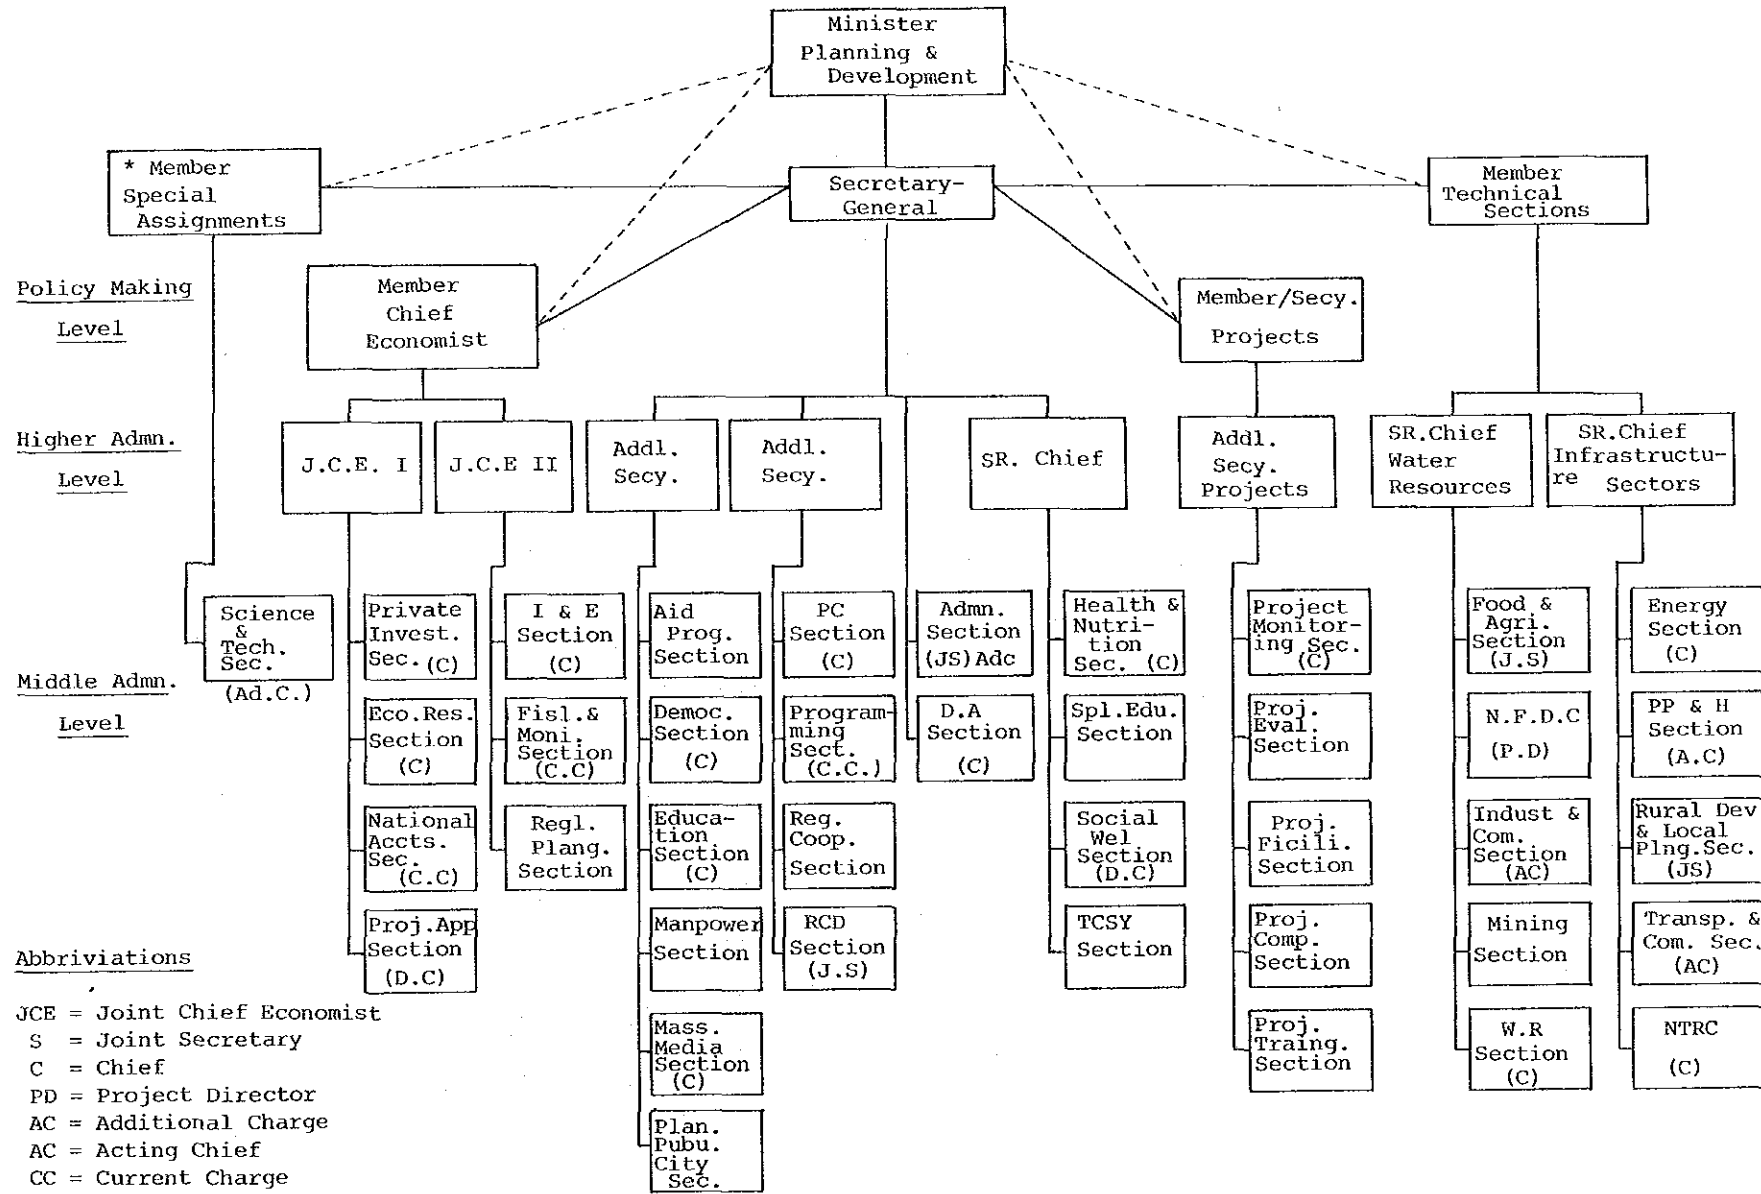 Minister
Planning &
Development
* Member
Special
Assignments
Secretary-
General
Member
Technical
Sections
Policy Making
Level
Member
Chief
Economist
Member/Secy.
Projects
Higher Admn.
Level
J.C.E. I
J.C.E II
Addl.
Secy.
Addl.
Secy.
SR. Chief
Addl.
Secy.
Projects
SR.Chief
Water
Resources
SR.Chief
Infrastructu-
re Sectors
Middle Admn.
Level
Science
&
Tech.
Sec.
(Ad.C.)
Private
Invest.
Sec. (C)
Eco.Res.
Section
(C)
National
Accts.
Sec.
(C.C)
Proj.App
Section
(D.C)
I & E
Section
(C)
Fisl.&
Moni.
Section
(C.C)
Regl.
Plang.
Section
Aid
Prog.
Section
Democ.
Section
(C)
Educa-
tion
Section
(C)
Manpower
Section
Mass.
Media
Section
(C)
Plan.
Pubu.
City
Sec.
PC
Section
(C)
Program-
ming
Sect.
(C.C.)
Reg.
Coop.
Section
RCD
Section
(J.S)
Admn.
Section
(JS)Adc
D.A
Section
(C)
Health &
Nutri-
tion
Sec. (C)
Spl.Edu.
Section
Social
Wel
Section
(D.C)
TCSY
Section
Project
Monitor-
ing Sec.
(C)
Proj.
Eval.
Section
Proj.
Ficili.
Section
Proj.
Comp.
Section
Proj.
Traing.
Section
Food &
Agri.
Section
(J.S)
N.F.D.C
(P.D)
Indust &
Com.
Section
(AC)
Mining
Section
W.R
Section
(C)
Energy
Section
(C)
PP & H
Section
(A.C)
Rural Dev
& Local
Plng.Sec.
(JS)
Transp. &
Com. Sec.
(AC)
NTRC
(C)
Abbriviations
JCE = Joint Chief Economist
S = Joint Secretary
C = Chief
PD = Project Director
AC = Additional Charge
AC = Acting Chief
CC = Current Charge